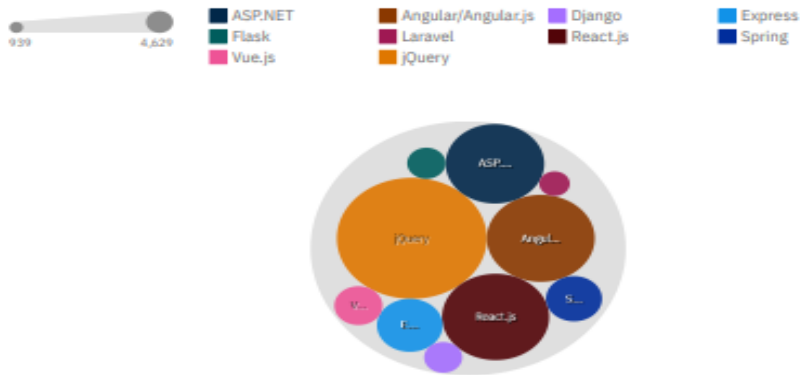 ASP.NET Angular/Angular.js Django Express
939 4,629 Flask Laravel React.js Spring
Vue.js jQuery
ASP....
jQuery Angul...
V... S...
E... React.js